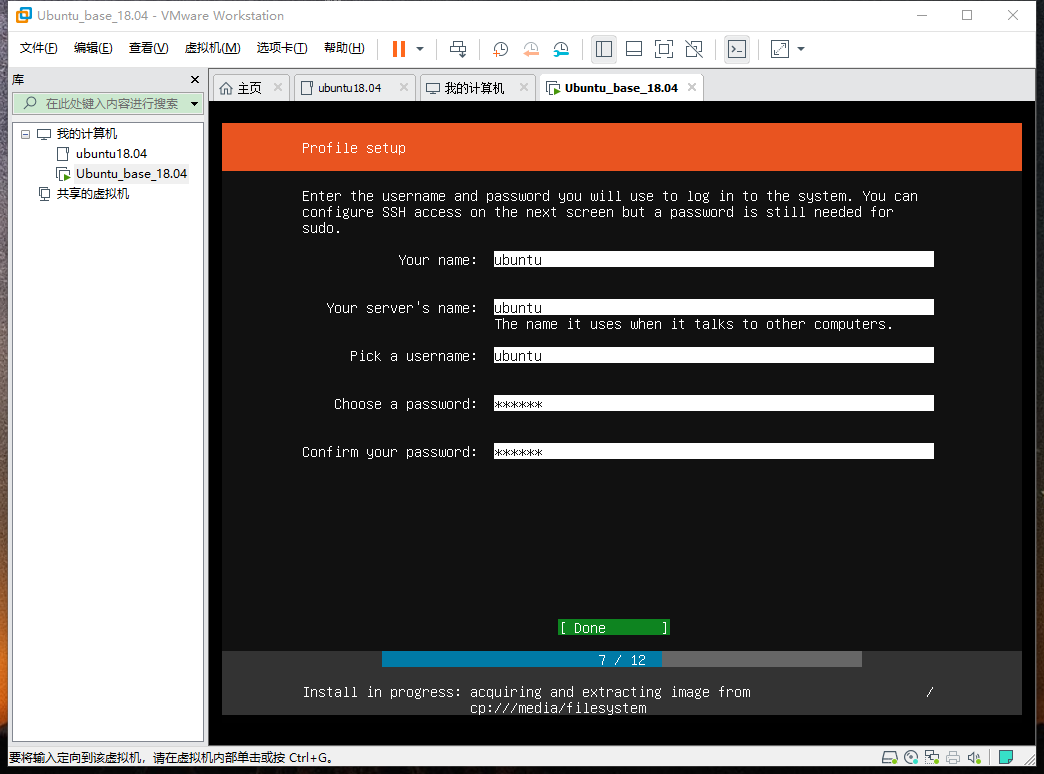 Ubuntu_base_18.04 - VMware Workstation
文件(F) 编辑(E) 查看(V) 虚拟机(M) 选项卡(T) 帮助(H)
库
在此处键入内容进行搜索
我的计算机
ubuntu18.04
Ubuntu_base_18.04
共享的虚拟机
主页 ubuntu18.04 我的计算机 Ubuntu_base_18.04
Profile setup
Enter the username and password you will use to log in to the system. You can
configure SSH access on the next screen but a password is still needed for
sudo.
Your name: ubuntu
Your server's name: ubuntu
The name it uses when it talks to other computers.
Pick a username: ubuntu
Choose a password: ******
Confirm your password: ******
[ Done ]
7 / 12
Install in progress: acquiring and extracting image from /
cp:///media/filesystem
要将输入定向到该虚拟机，请在虚拟机内部单击或按 Ctrl+G。